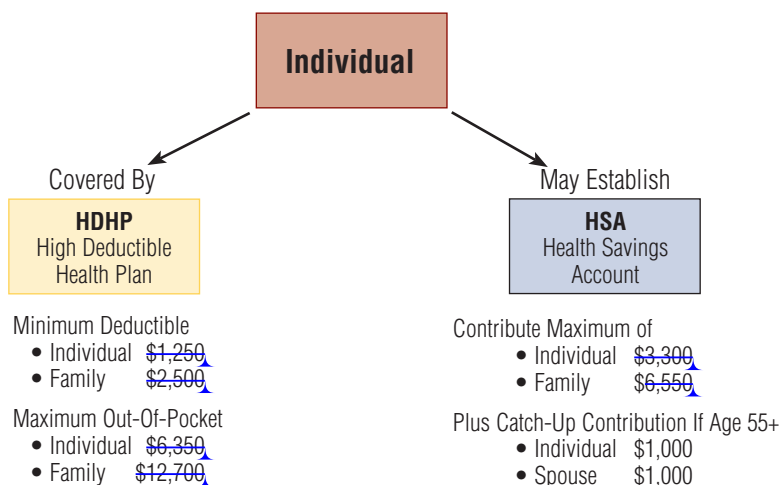 Individual
Covered By
HDHP
High Deductible
Health Plan
Minimum Deductible
• Individual $1,250
• Family $2,500
Maximum Out-Of-Pocket
• Individual $6,350
• Family $12,700
May Establish
HSA
Health Savings
Account
Contribute Maximum of
• Individual $3,300
• Family $6,550
Plus Catch-Up Contribution If Age 55+
• Individual $1,000
• Spouse $1,000